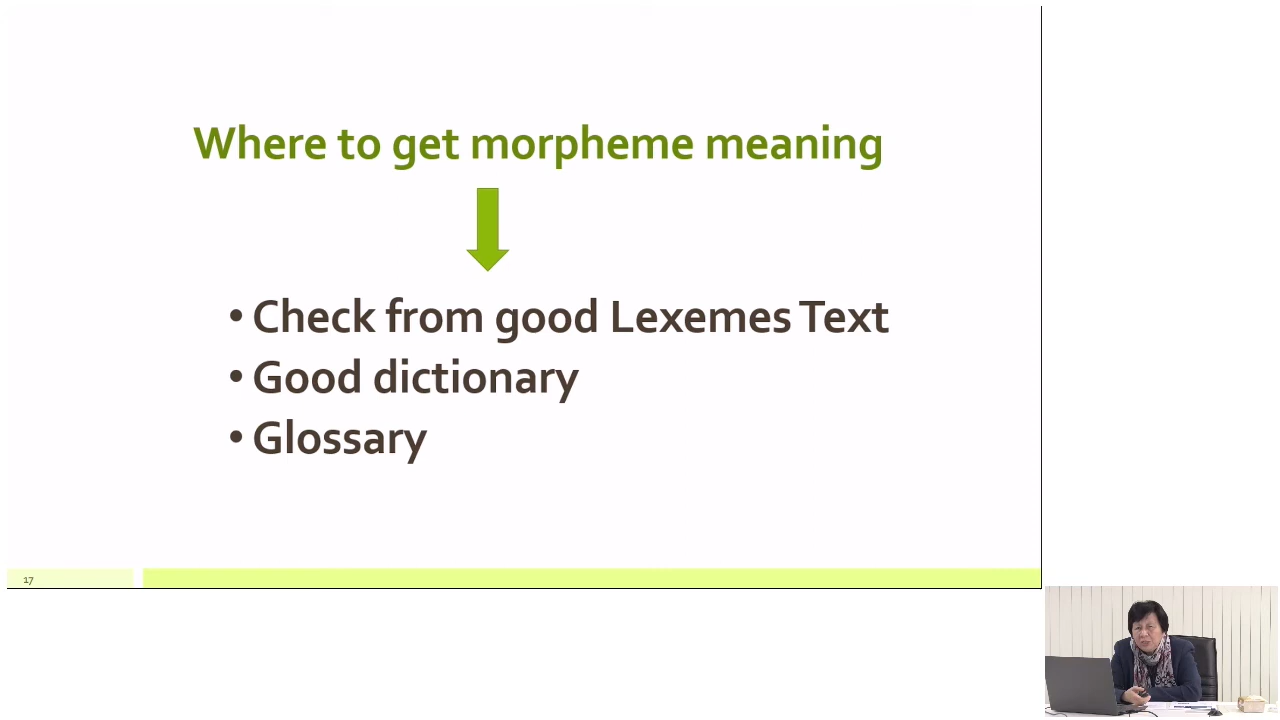 Where to get morpheme meaning
• Check from good Lexemes Text
• Good dictionary
• Glossary
17